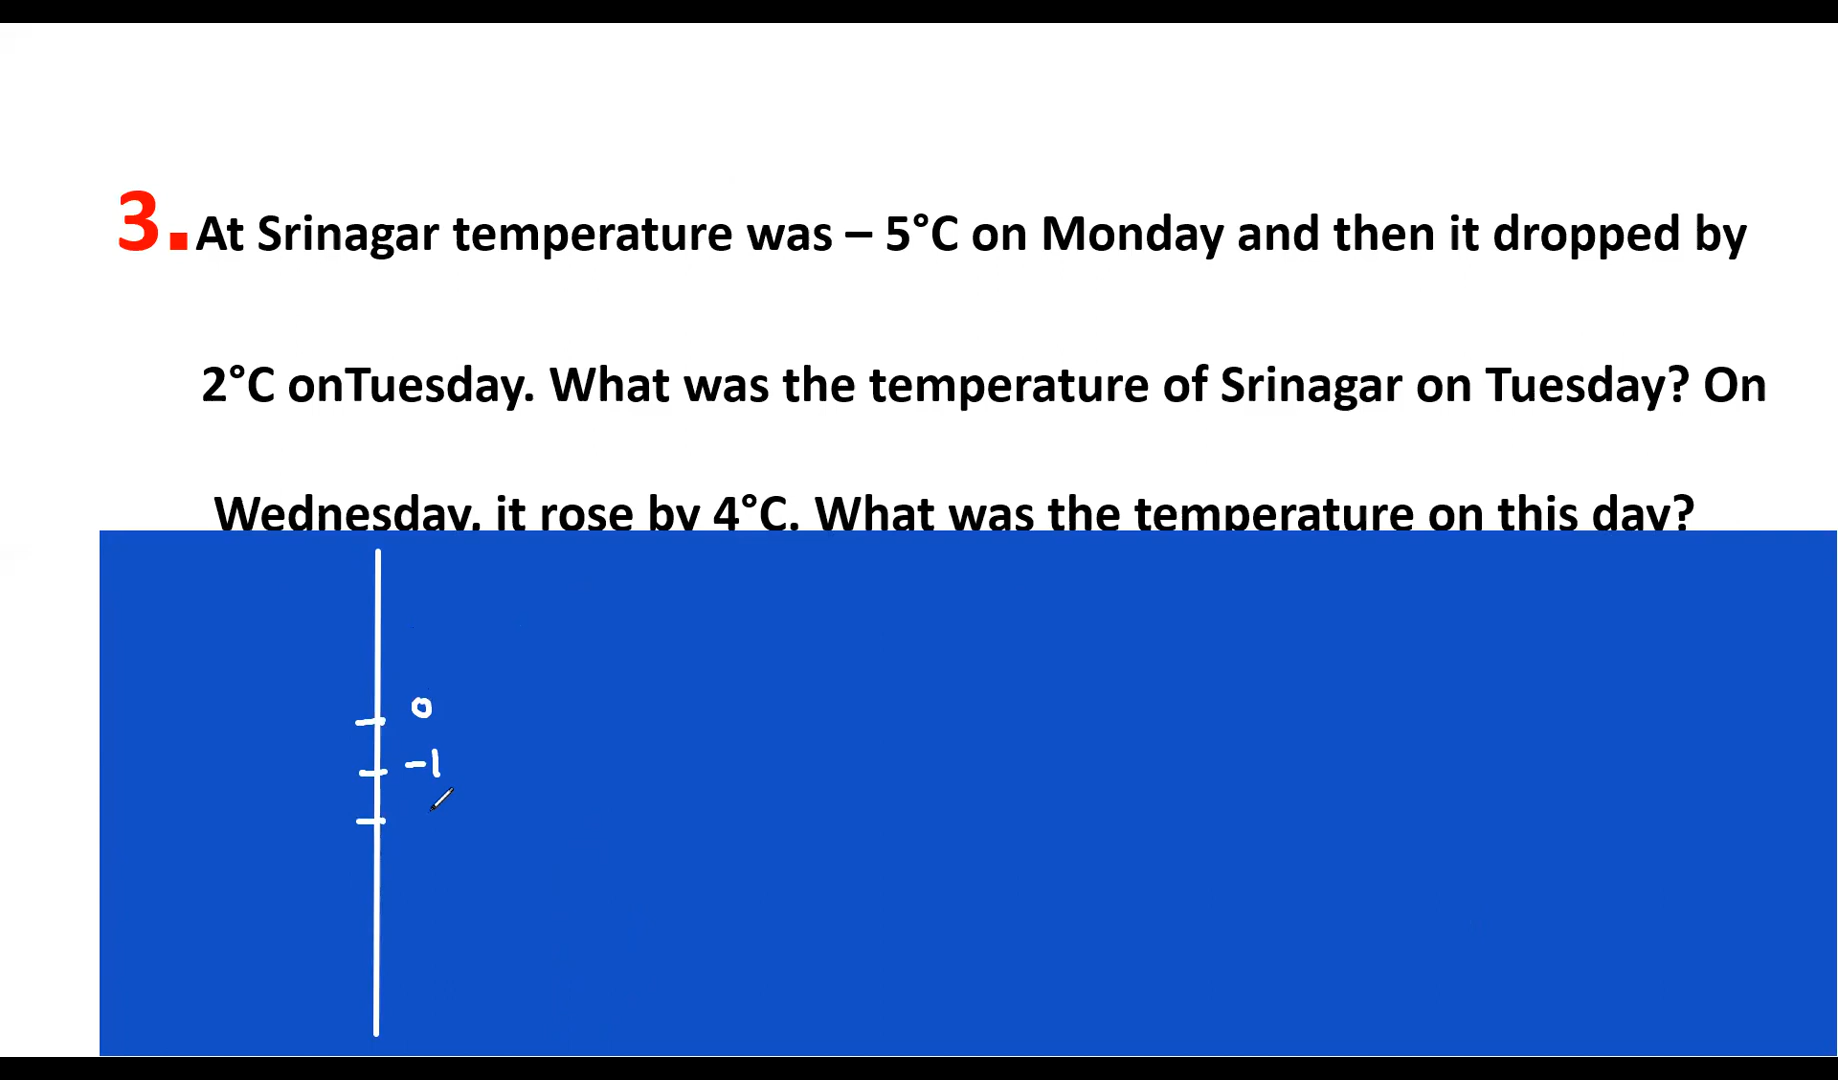 3. At Srinagar temperature was – 5°C on Monday and then it dropped by
2°C onTuesday. What was the temperature of Srinagar on Tuesday? On
Wednesday, it rose by 4°C. What was the temperature on this day?
0
-1